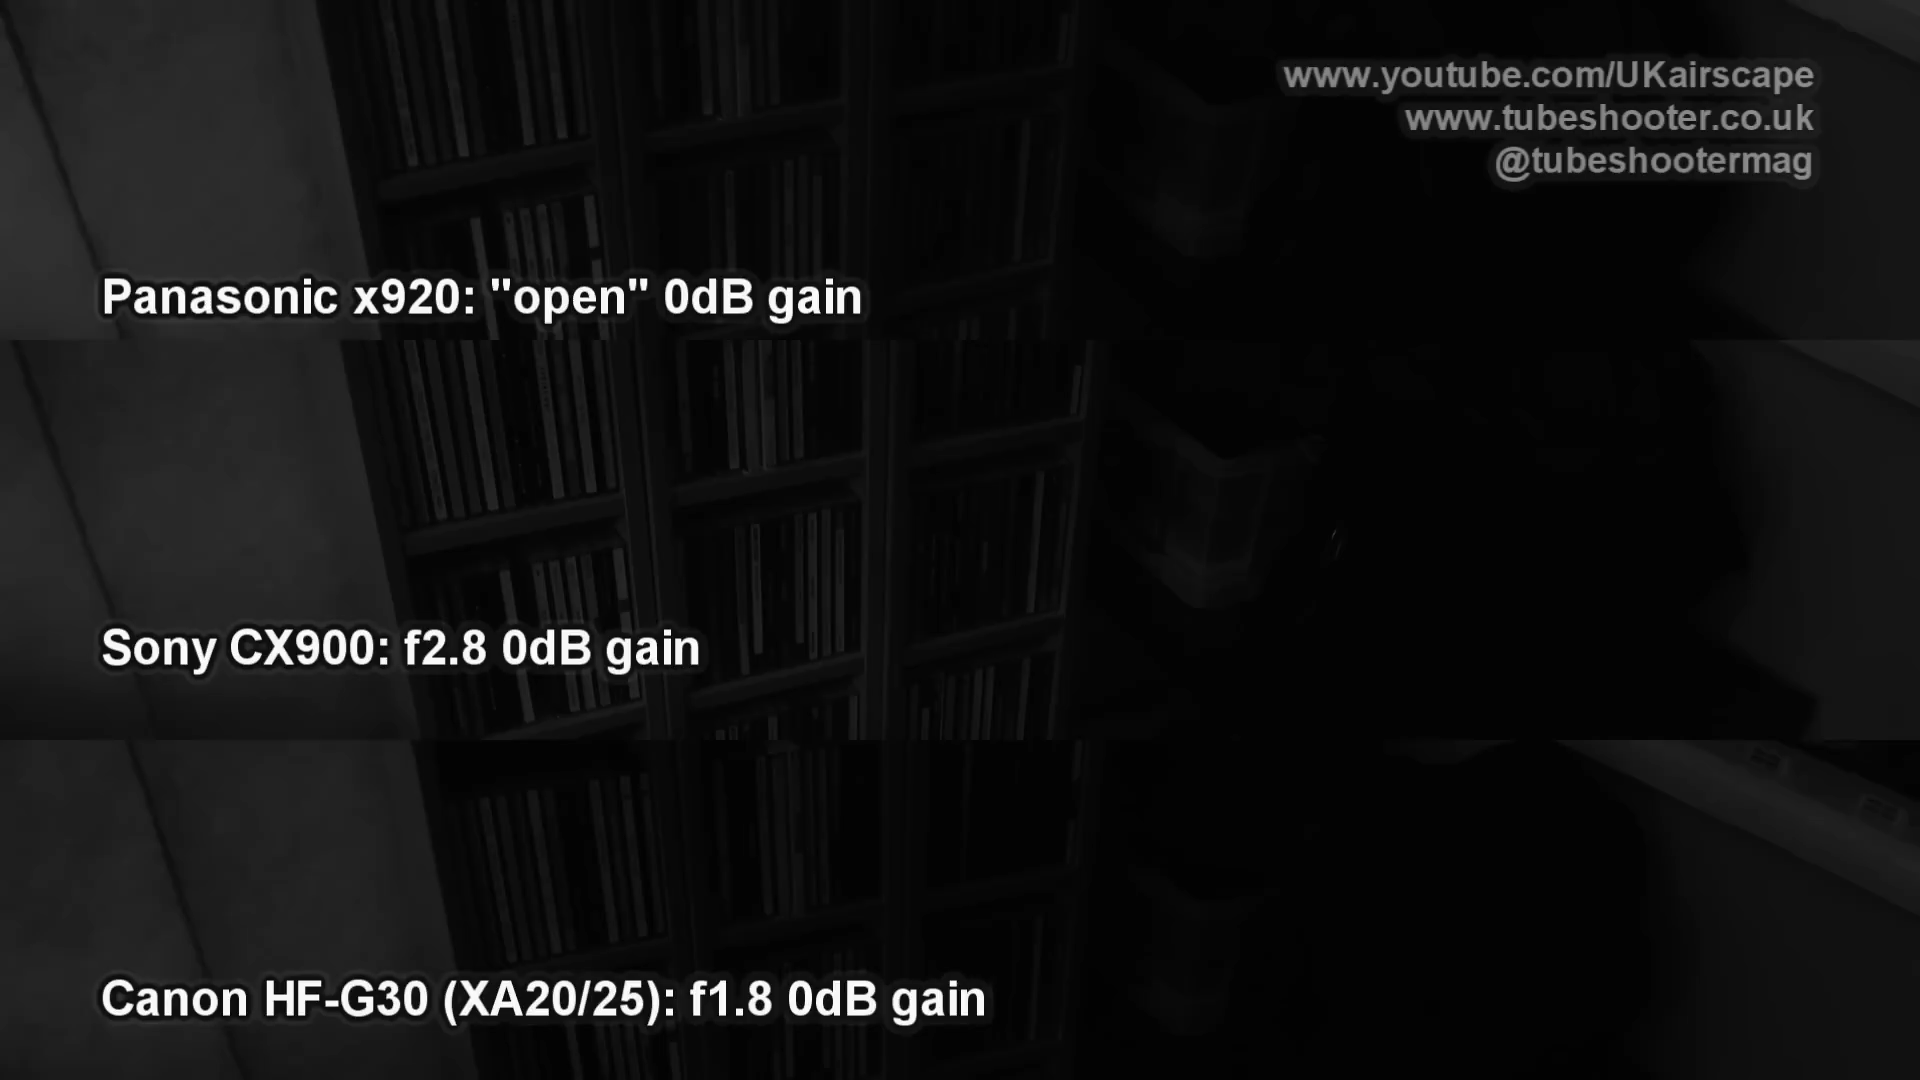 www.youtube.com/UKairscape
www.tubeshooter.co.uk
@tubeshootermag
Panasonic x920: "open" 0dB gain
Sony CX900: f2.8 0dB gain
Canon HF-G30 (XA20/25): f1.8 0dB gain